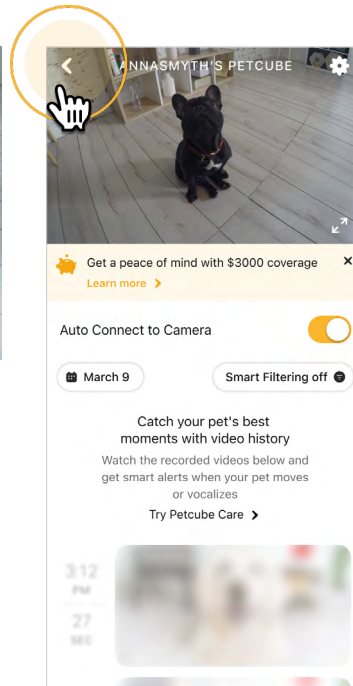 ANNASMYTH'S PETCUBE
Get a peace of mind with $3000 coverage
Learn more
Auto Connect to Camera
March 9
Smart Filtering off
Catch your pet's best
moments with video history
Watch the recorded videos below and
get smart alerts when your pet moves
or vocalizes
Try Petcube Care
3:12
PM
27
SEC